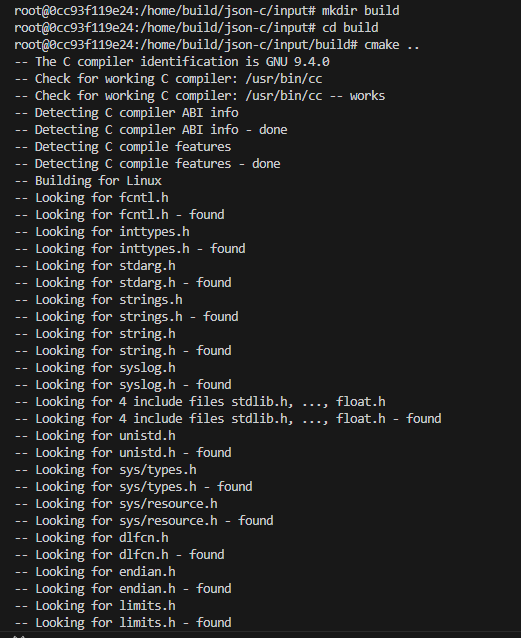 root@0cc93f119e24:/home/build/json-c/input# mkdir build
root@0cc93f119e24:/home/build/json-c/input# cd build
root@0cc93f119e24:/home/build/json-c/input/build# cmake ..
-- The C compiler identification is GNU 9.4.0
-- Check for working C compiler: /usr/bin/cc
-- Check for working C compiler: /usr/bin/cc -- works
-- Detecting C compiler ABI info
-- Detecting C compiler ABI info - done
-- Detecting C compile features
-- Detecting C compile features - done
-- Building for Linux
-- Looking for fcntl.h
-- Looking for fcntl.h - found
-- Looking for inttypes.h
-- Looking for inttypes.h - found
-- Looking for stdarg.h
-- Looking for stdarg.h - found
-- Looking for strings.h
-- Looking for strings.h - found
-- Looking for string.h
-- Looking for string.h - found
-- Looking for syslog.h
-- Looking for syslog.h - found
-- Looking for 4 include files stdlib.h, ..., float.h
-- Looking for 4 include files stdlib.h, ..., float.h - found
-- Looking for unistd.h
-- Looking for unistd.h - found
-- Looking for sys/types.h
-- Looking for sys/types.h - found
-- Looking for sys/resource.h
-- Looking for sys/resource.h - found
-- Looking for dlfcn.h
-- Looking for dlfcn.h - found
-- Looking for endian.h
-- Looking for endian.h - found
-- Looking for limits.h
-- Looking for limits.h - found